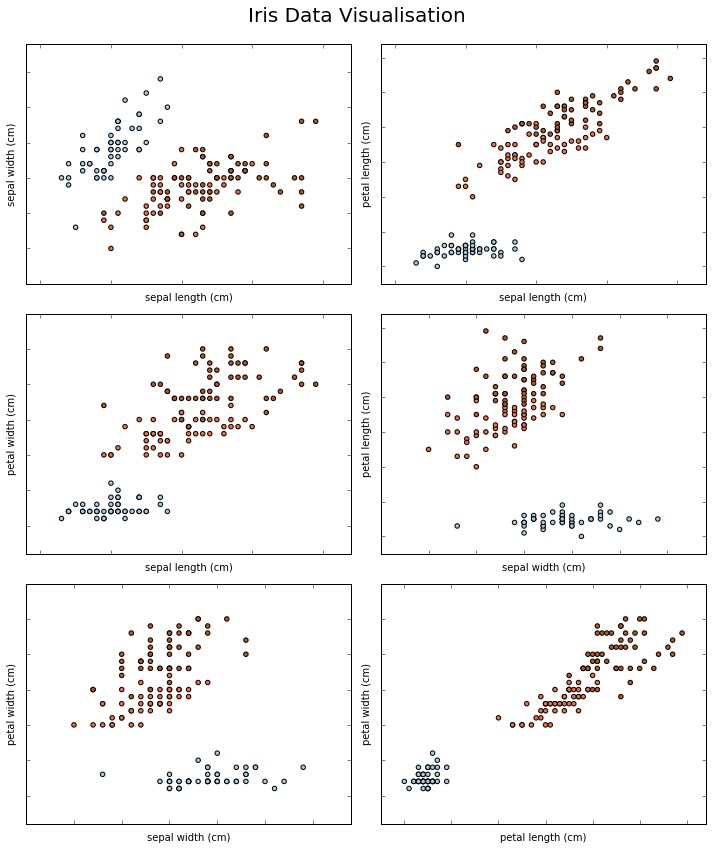 Iris Data Visualisation
sepal width (cm)
sepal length (cm)
petal length (cm)
sepal length (cm)
petal width (cm)
sepal length (cm)
petal length (cm)
sepal width (cm)
petal width (cm)
sepal width (cm)
petal width (cm)
petal length (cm)